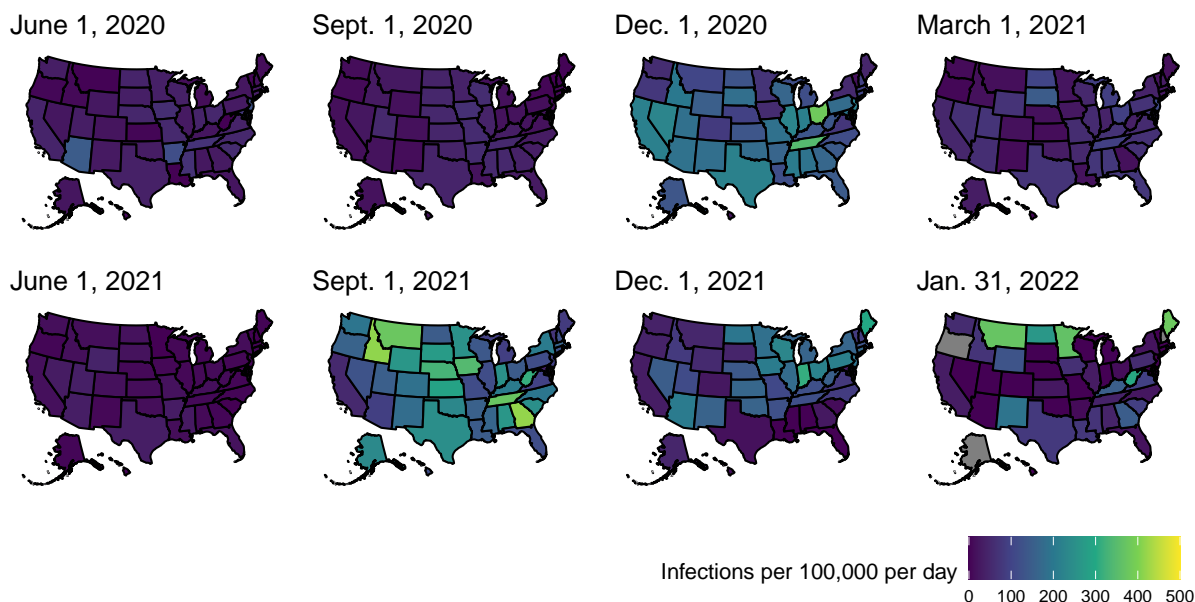 June 1, 2020
Sept. 1, 2020
Dec. 1, 2020
March 1, 2021
June 1, 2021
Sept. 1, 2021
Dec. 1, 2021
Jan. 31, 2022
Infections per 100,000 per day
0 100 200 300 400 500